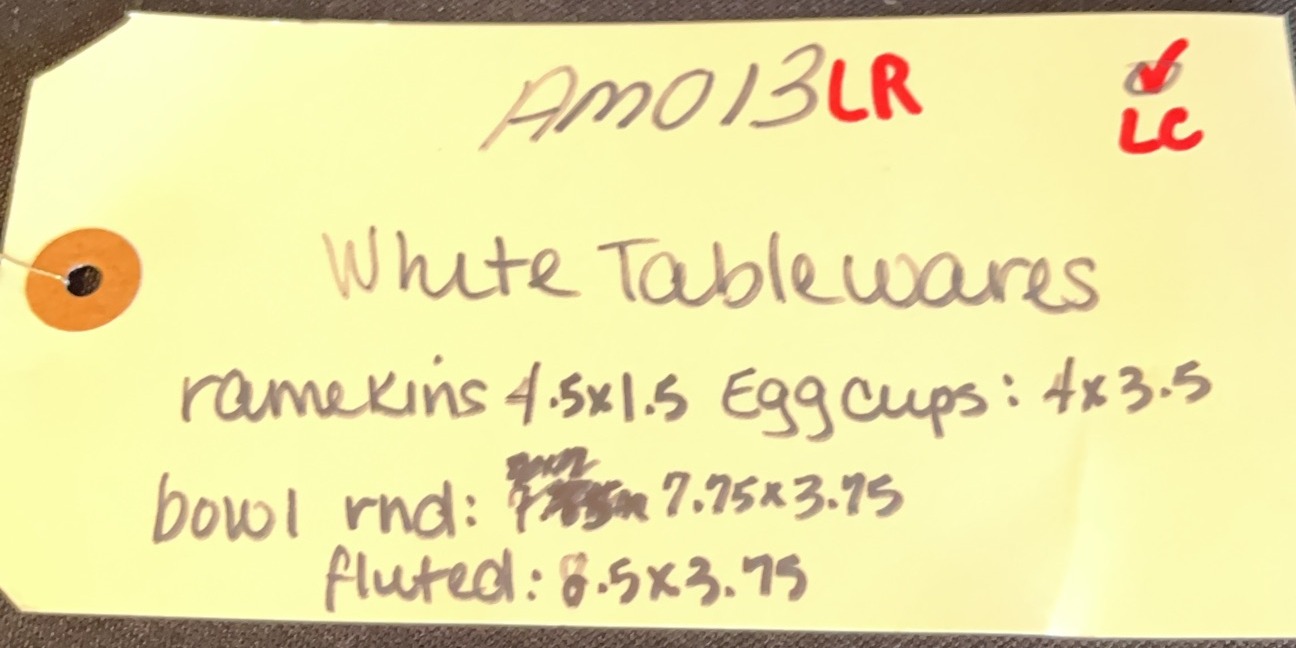 AM013LR
LC
White Tablewares
ramekins 4.5x1.5 Egg cups: 4x3.5
bowl rnd: 7.75x3.75
fluted: 8.5x3.75